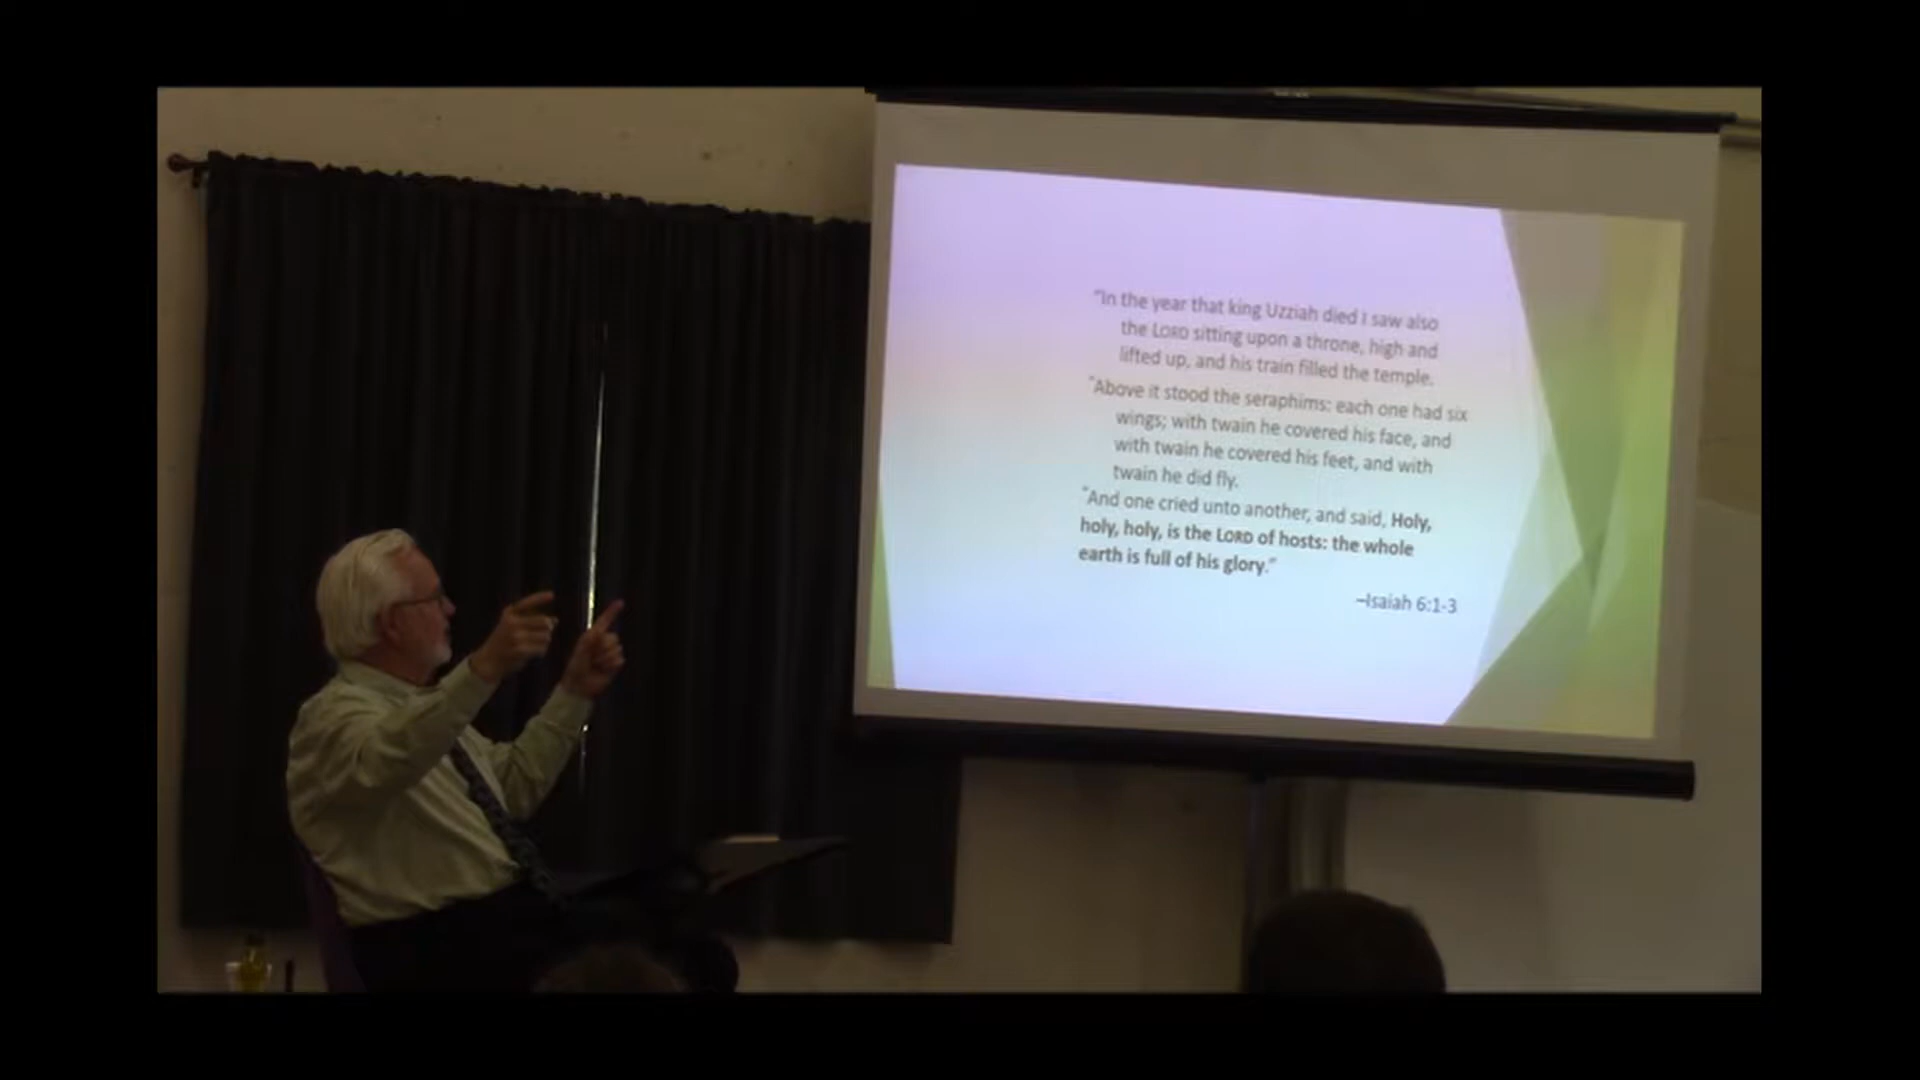 "In the year that king Uzziah died I saw also
the LORD sitting upon a throne, high and
lifted up, and his train filled the temple.
"Above it stood the seraphims: each one had six
wings; with twain he covered his face, and
with twain he covered his feet, and with
twain he did fly.
"And one cried unto another, and said, Holy,
holy, holy, is the LORD of hosts: the whole
earth is full of his glory."
–Isaiah 6:1-3